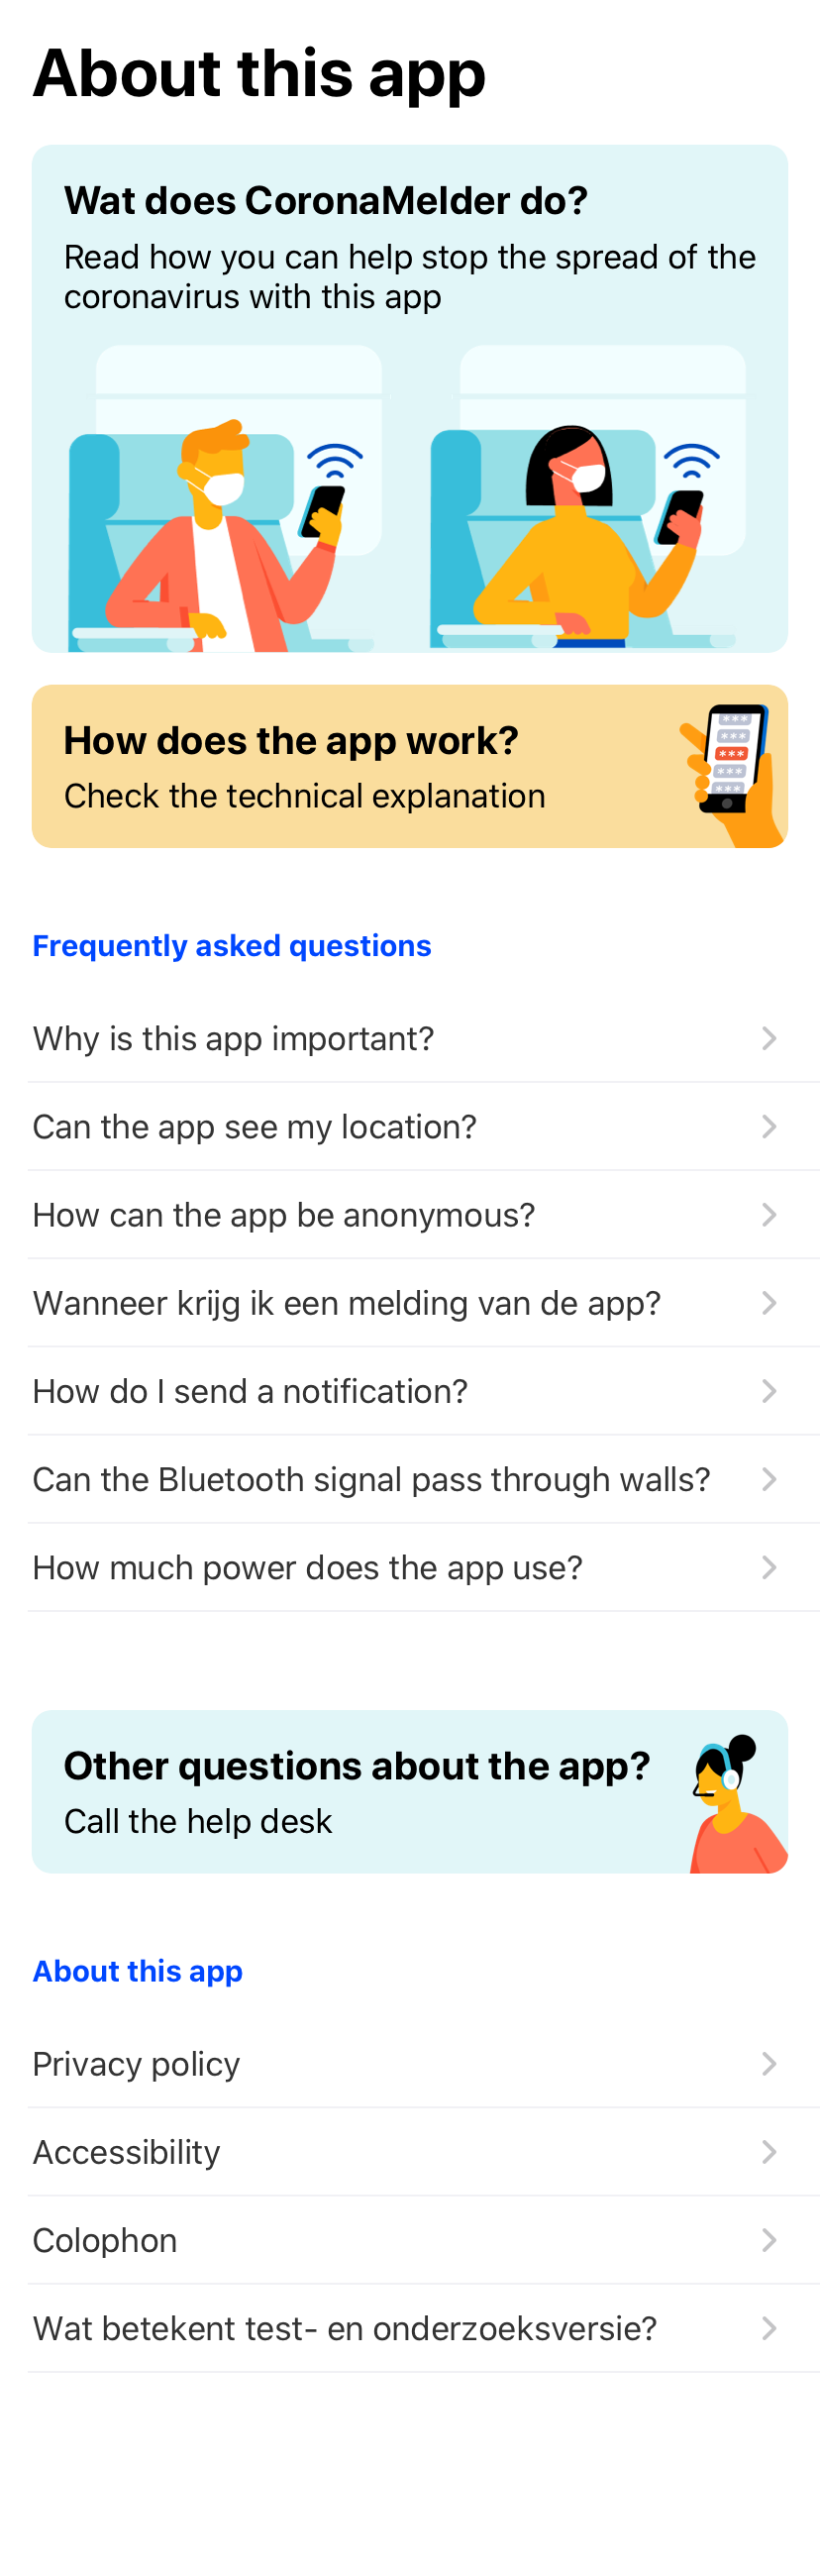 About this app
Wat does CoronaMelder do?
Read how you can help stop the spread of the
coronavirus with this app
How does the app work?
Check the technical explanation
***
***
***
***
***
Frequently asked questions
Why is this app important?
Can the app see my location?
How can the app be anonymous?
Wanneer krijg ik een melding van de app?
How do I send a notification?
Can the Bluetooth signal pass through walls?
How much power does the app use?
Other questions about the app?
Call the help desk
About this app
Privacy policy
Accessibility
Colophon
Wat betekent test- en onderzoeksversie?